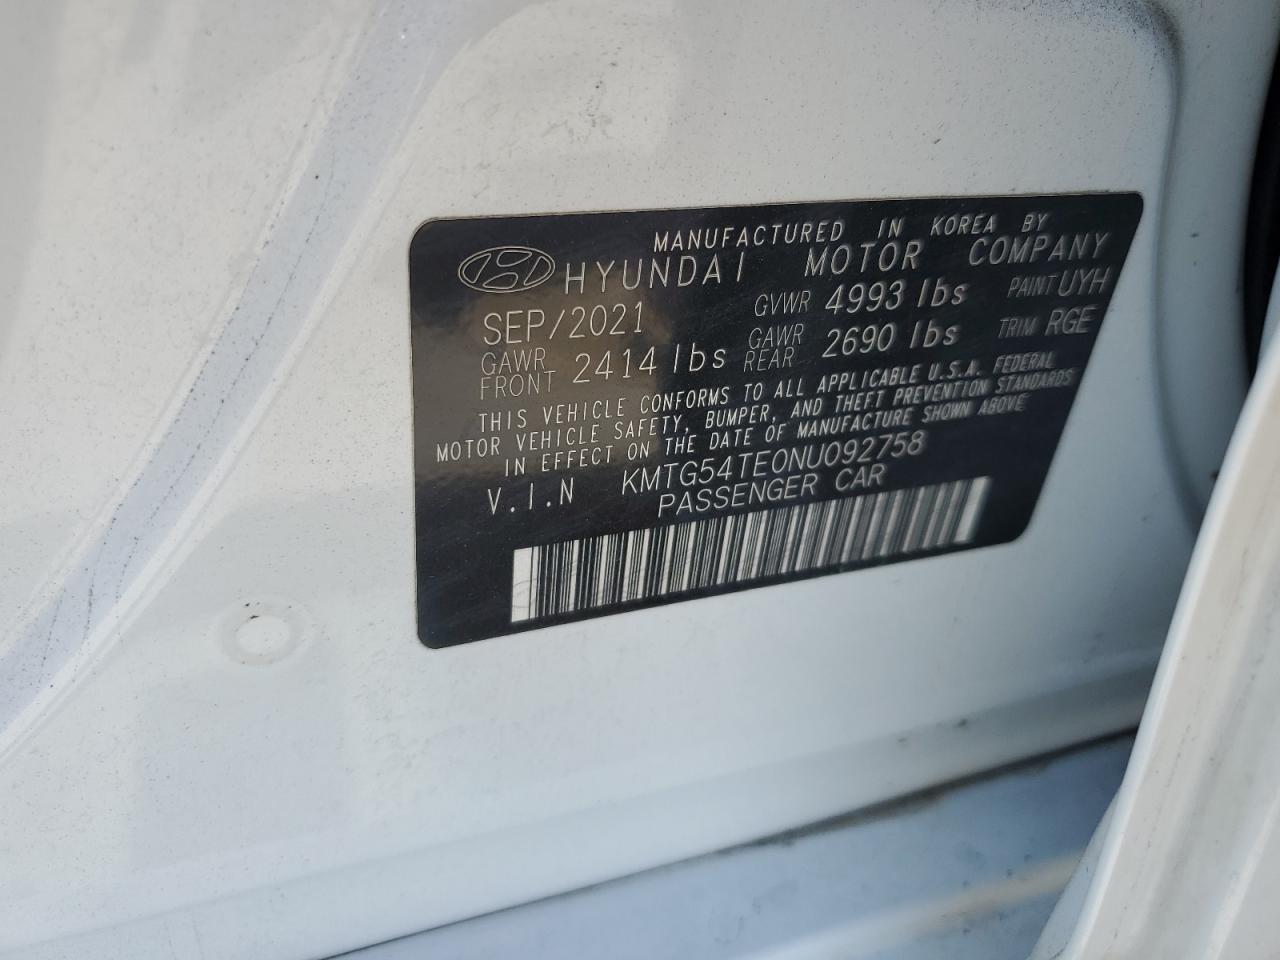 MANUFACTURED IN KOREA BY
HYUNDAI MOTOR COMPANY
SEP/2021 GVWR 4993 lbs PAINT UYH
GAWR FRONT 2414 lbs GAWR REAR 2690 lbs TRIM RGE
THIS VEHICLE CONFORMS TO ALL APPLICABLE U.S.A. FEDERAL
MOTOR VEHICLE SAFETY, BUMPER, AND THEFT PREVENTION STANDARDS
IN EFFECT ON THE DATE OF MANUFACTURE SHOWN ABOVE
V.I.N KMTG54TE0NU092758
PASSENGER CAR